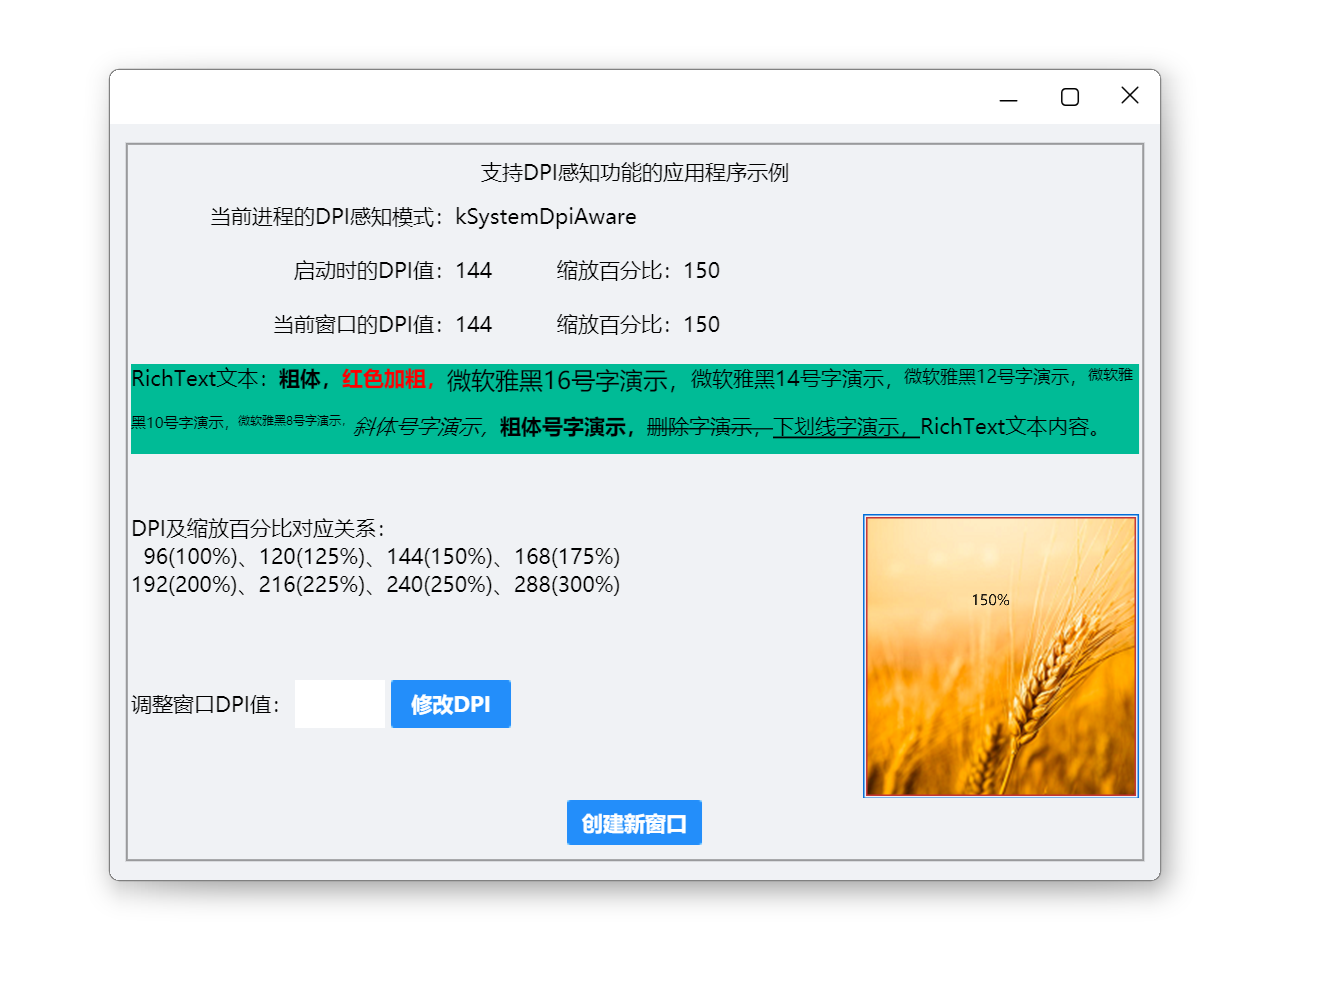 支持DPI感知功能的应用程序示例
当前进程的DPI感知模式：kSystemDpiAware
启动时的DPI值：144 缩放百分比：150
当前窗口的DPI值：144 缩放百分比：150
RichText文本：粗体，红色加粗，微软雅黑16号字演示，微软雅黑14号字演示，微软雅黑12号字演示，微软雅
黑10号字演示，微软雅黑8号字演示，斜体号字演示，粗体号字演示，删除字演示，下划线字演示，RichText文本内容。
DPI及缩放百分比对应关系：
96(100%)、120(125%)、144(150%)、168(175%)
192(200%)、216(225%)、240(250%)、288(300%)
150%
调整窗口DPI值： 修改DPI
创建新窗口